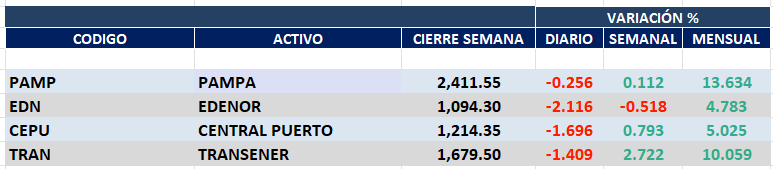 VARIACIÓN %
CODIGO ACTIVO CIERRE SEMANA DIARIO SEMANAL MENSUAL
PAMP PAMPA 2,411.55 -0.256 0.112 13.634
EDN EDENOR 1,094.30 -2.116 -0.518 4.783
CEPU CENTRAL PUERTO 1,214.35 -1.696 0.793 5.025
TRAN TRANSENER 1,679.50 -1.409 2.722 10.059